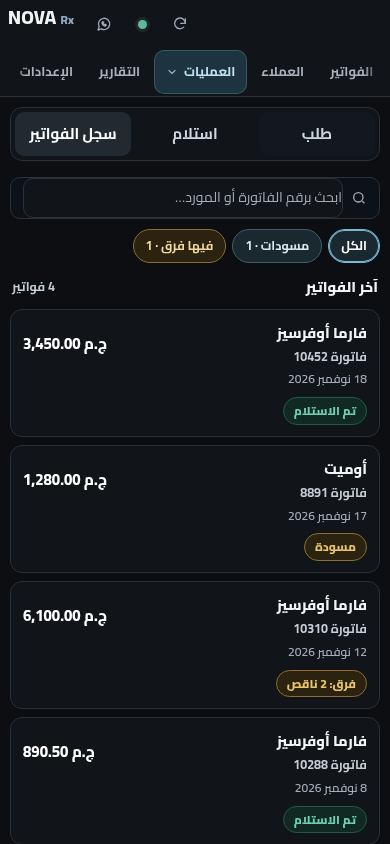 NOVA Rx
الفواتير
العملاء
العمليات
التقارير
الإعدادات
طلب
استلام
سجل الفواتير
ابحث برقم الفاتورة أو المورد...
الكل
مسودات · 1
فيها فرق · 1
آخر الفواتير
4 فواتير
فارما أوفرسيز
3,450.00 ج.م
فاتورة 10452
18 نوفمبر 2026
تم الاستلام
أوميت
1,280.00 ج.م
فاتورة 8891
17 نوفمبر 2026
مسودة
فارما أوفرسيز
6,100.00 ج.م
فاتورة 10310
12 نوفمبر 2026
فرق: 2 ناقص
فارما أوفرسيز
890.50 ج.م
فاتورة 10288
8 نوفمبر 2026
تم الاستلام